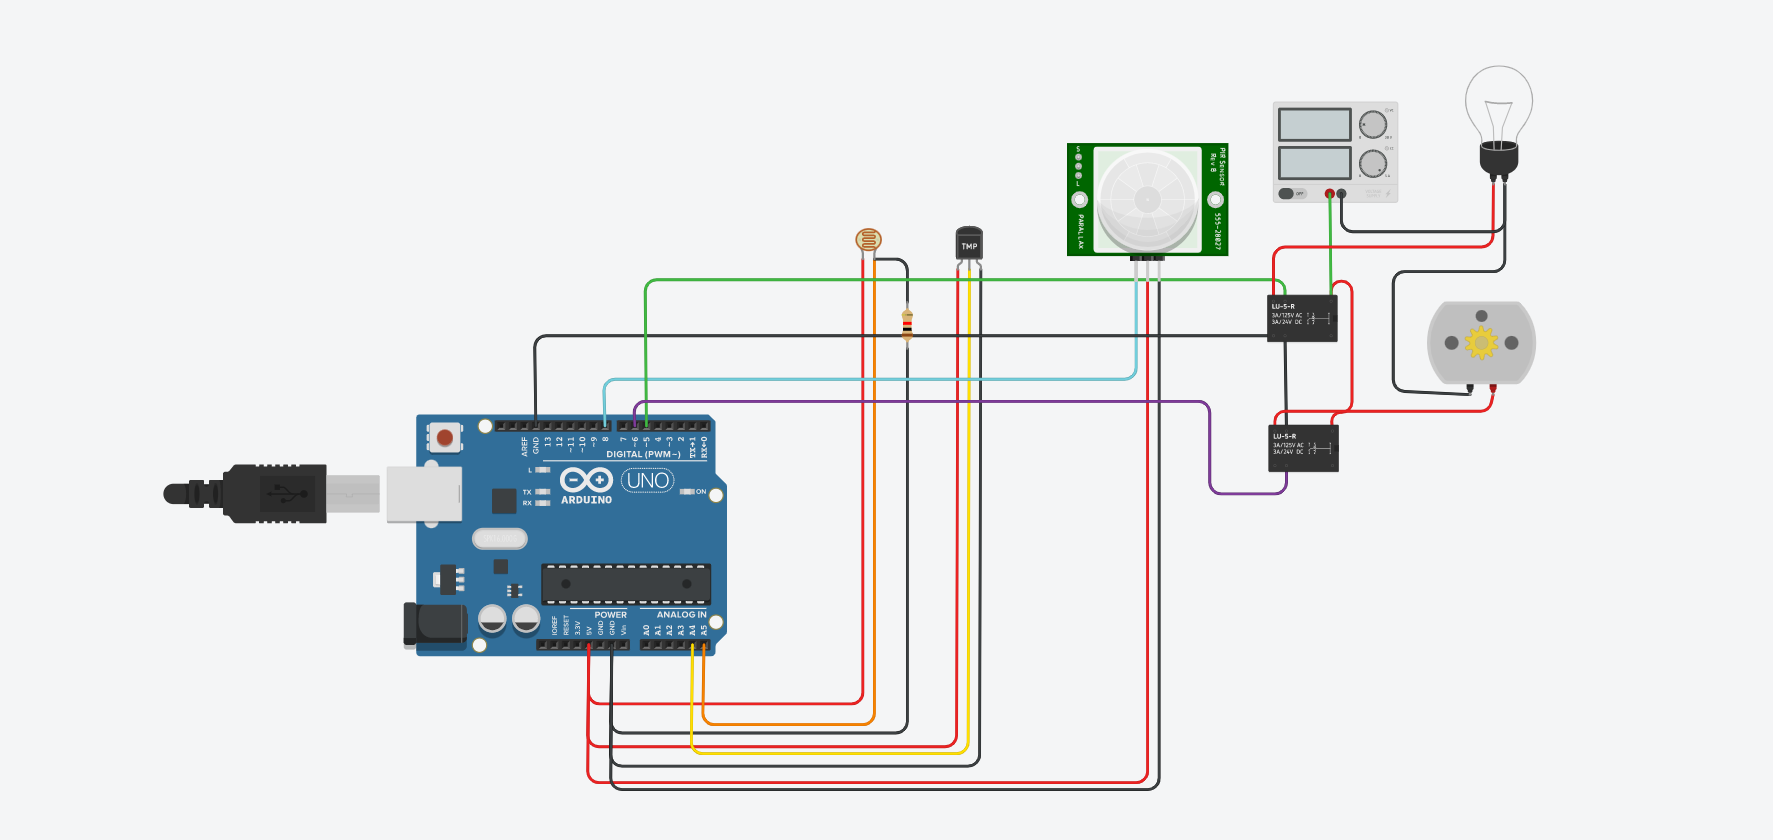 S
L
PIR Sensor
Rev B
PARALLAX
555-28027
OFF
TMP
LU-5-R
3A/125V AC
3A/24V DC
LU-5-R
3A/125V AC
3A/24V DC
AREF
GND
13
12
~11
~10
~9
8
7
~6
~5
4
~3
2
TX→1
RX←0
DIGITAL (PWM~)
L
TX
RX
ARDUINO
UNO
ON
POWER
ANALOG IN
IOREF
RESET
3.3V
5V
GND
GND
Vin
A0
A1
A2
A3
A4
A5